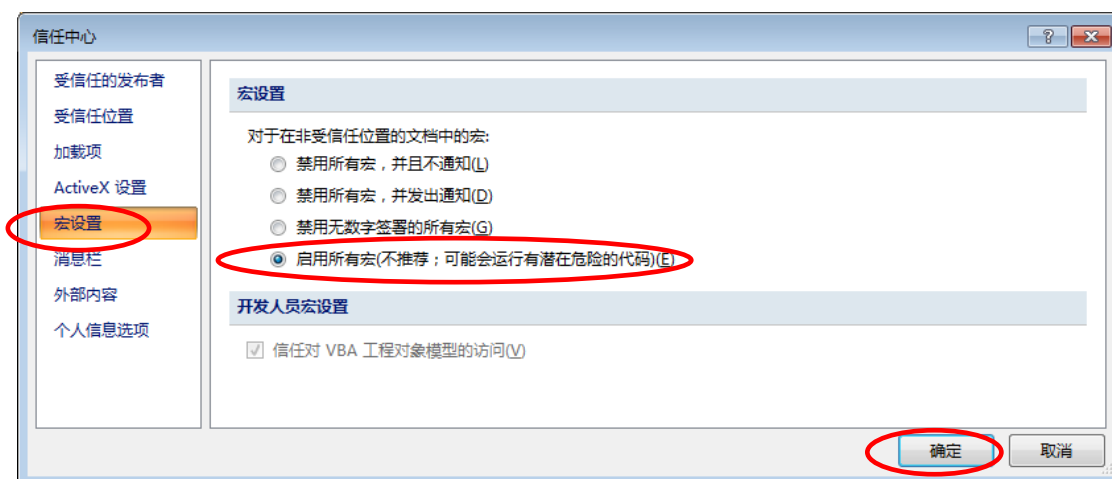 信任中心
受信任的发布者
受信任位置
加载项
ActiveX 设置
宏设置
消息栏
外部内容
个人信息选项
宏设置
对于在非受信任位置的文档中的宏:
禁用所有宏，并且不通知(L)
禁用所有宏，并发出通知(D)
禁用无数字签署的所有宏(G)
启用所有宏(不推荐；可能会运行有潜在危险的代码)(E)
开发人员宏设置
信任对 VBA 工程对象模型的访问(V)
确定
取消